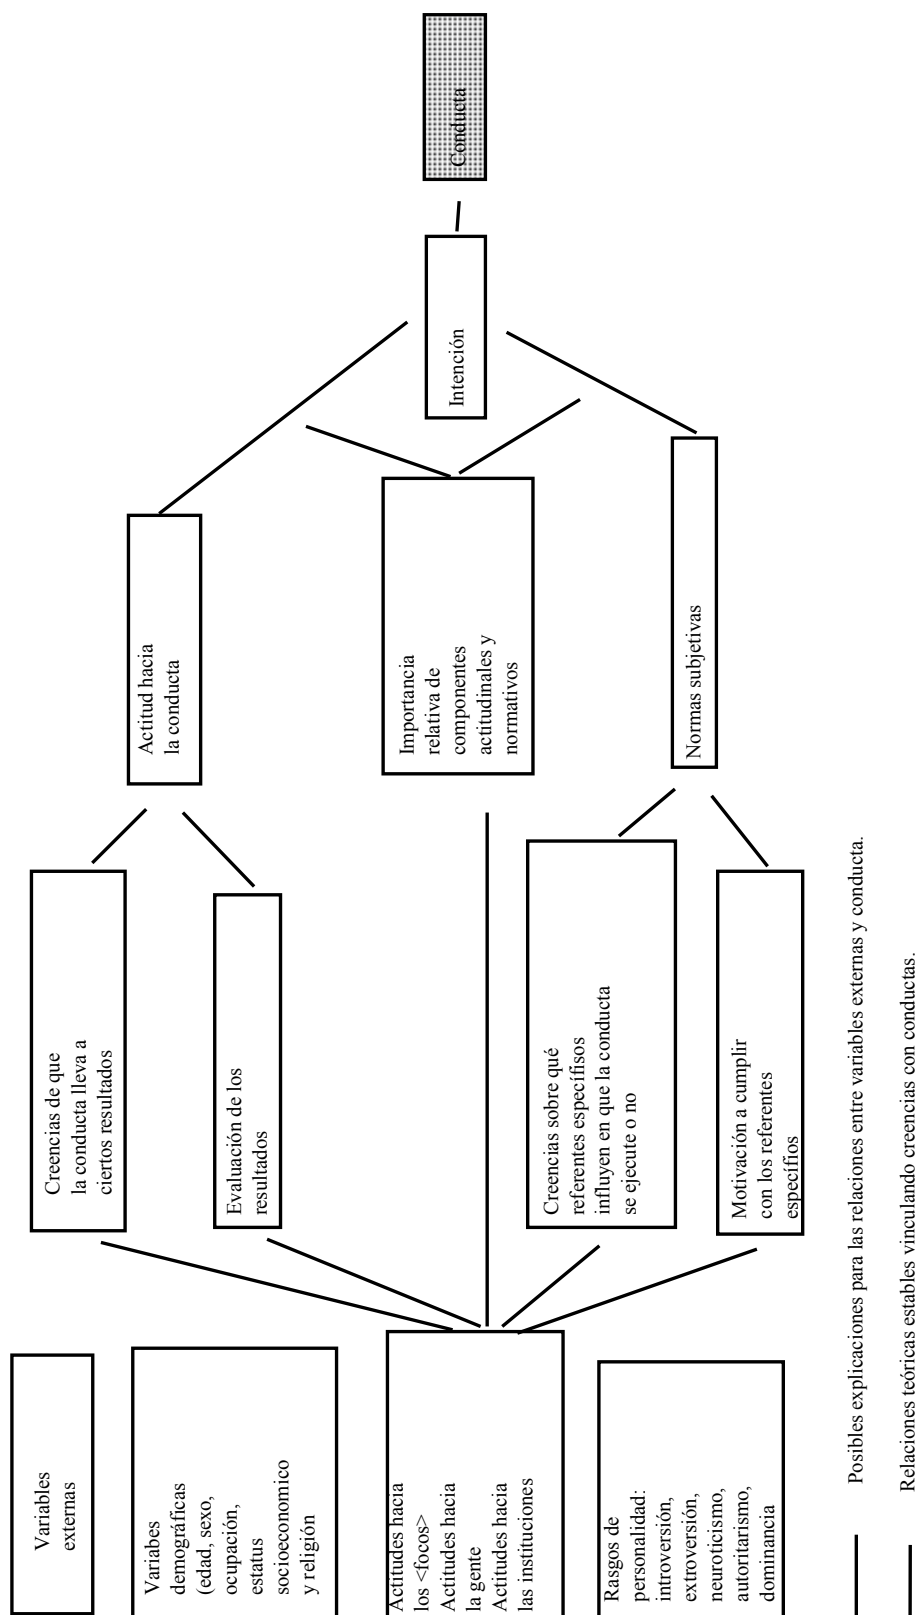 Variables
externas
Variabes
demográficas
(edad, sexo,
ocupación,
estatus
socioeconomico
y religión
Actitudes hacia
los <focos>
Actitudes hacia
la gente
Actitudes hacia
las instituciones
Rasgos de
personalidad:
introversión,
extroversión,
neuroticismo,
autoritarismo,
dominancia
Creencias de que
la conducta lleva a
ciertos resultados
Evaluación de los
resultados
Creencias sobre qué
referentes específisos
influyen en que la conducta
se ejecute o no
Motivación a cumplir
con los referentes
específios
Actitud hacia
la conducta
Importancia
relativa de
componentes
actitudinales y
normativos
Normas subjetivas
Intención
Conducta
Posibles explicaciones para las relaciones entre variables externas y conducta.
Relaciones teóricas estables vinculando creencias con conductas.